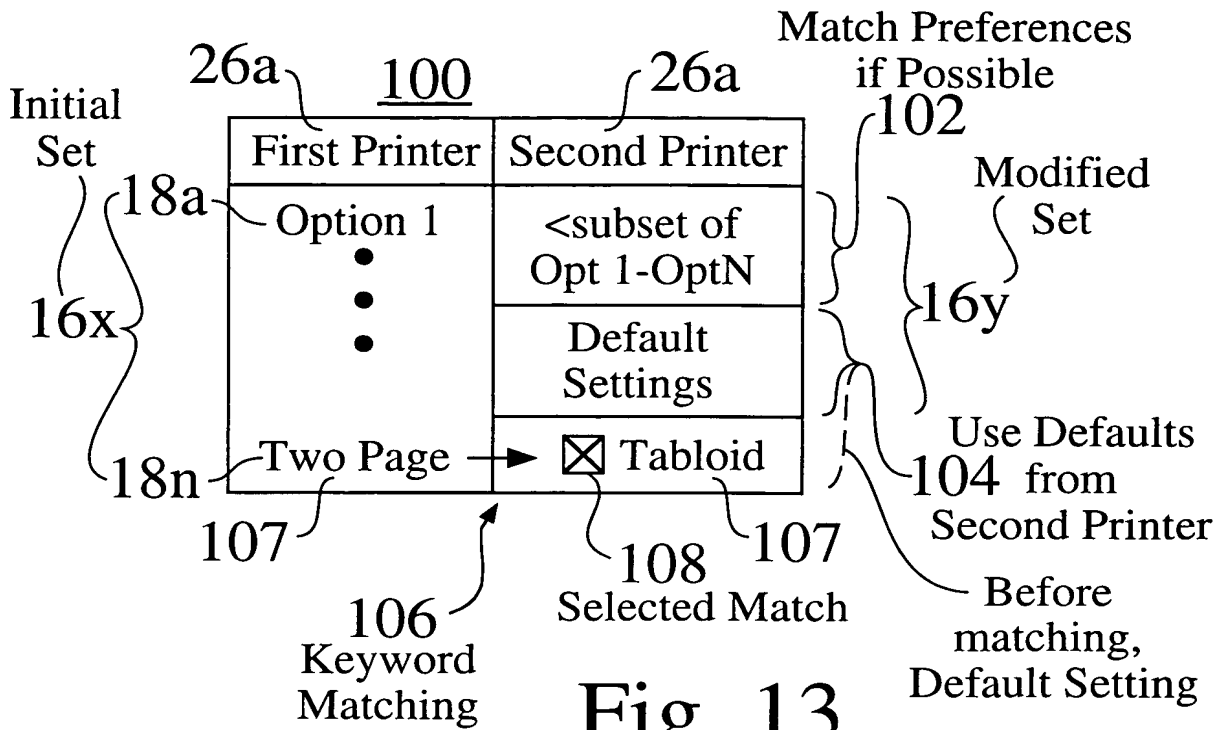 Match Preferences
if Possible
102
26a
100
26a
Initial
Set
First Printer
Second Printer
Modified
Set
18a
Option 1
<subset of
Opt 1-OptN
16x
16y
Default
Settings
18n
Two Page
Tabloid
Use Defaults
from
Second Printer
104
107
107
108
Selected Match
106
Keyword
Matching
Before
matching,
Default Setting
Fig. 13